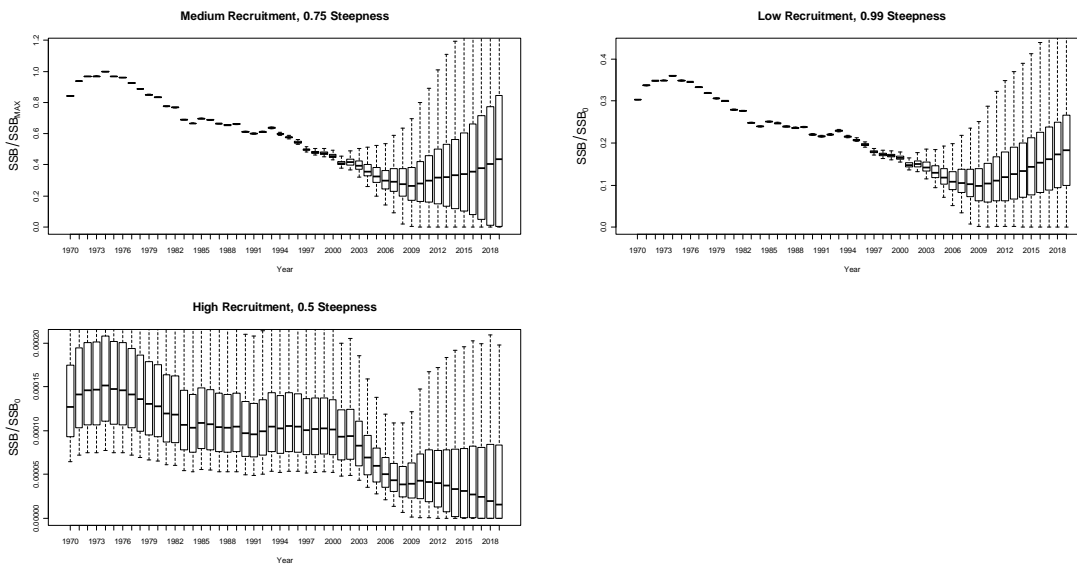 Medium Recruitment, 0.75 Steepness
SSB/SSB_MAX
1.2
1.0
0.8
0.6
0.4
0.2
0.0
1970 1973 1976 1979 1982 1985 1988 1991 1994 1997 2000 2003 2006 2009 2012 2015 2018
Year
Low Recruitment, 0.99 Steepness
SSB/SSB_0
0.4
0.3
0.2
0.1
0.0
1970 1973 1976 1979 1982 1985 1988 1991 1994 1997 2000 2003 2006 2009 2012 2015 2018
Year
High Recruitment, 0.5 Steepness
SSB/SSB_0
0.00020
0.00015
0.00010
0.00005
0.00000
1970 1973 1976 1979 1982 1985 1988 1991 1994 1997 2000 2003 2006 2009 2012 2015 2018
Year